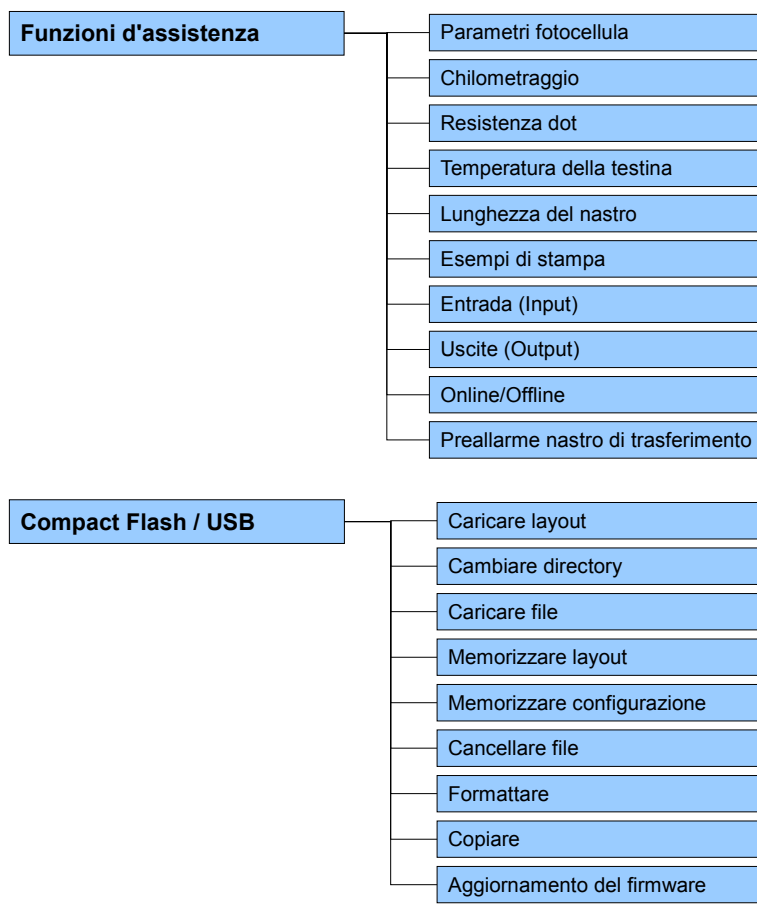 Funzioni d'assistenza
Parametri fotocellula
Chilometraggio
Resistenza dot
Temperatura della testina
Lunghezza del nastro
Esempi di stampa
Entrada (Input)
Uscite (Output)
Online/Offline
Preallarme nastro di trasferimento
Compact Flash / USB
Caricare layout
Cambiare directory
Caricare file
Memorizzare layout
Memorizzare configurazione
Cancellare file
Formattare
Copiare
Aggiornamento del firmware